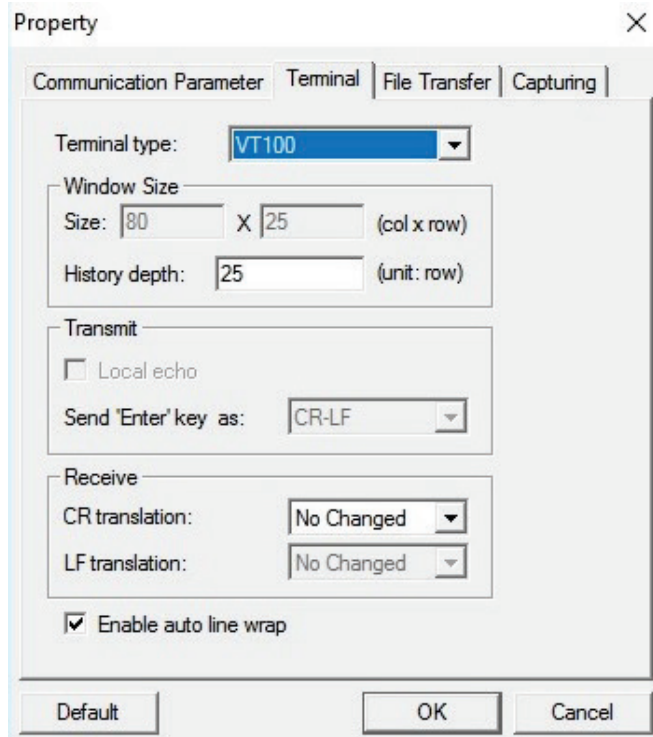 Property
Communication Parameter Terminal File Transfer Capturing
Terminal type: VT100
Window Size
Size: 80 X 25 (col x row)
History depth: 25 (unit: row)
Transmit
Local echo
Send 'Enter' key as: CR-LF
Receive
CR translation: No Changed
LF translation: No Changed
Enable auto line wrap
Default OK Cancel